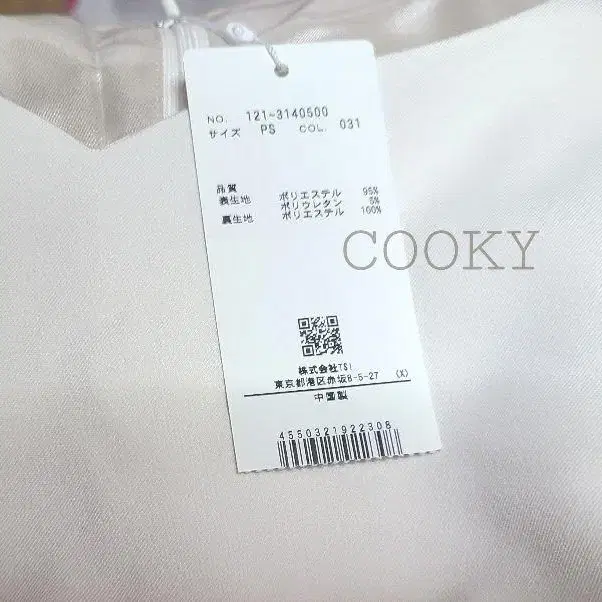 NO. 121-3140500
サイズ PS COL. 031
品質
表生地 ポリエステル 95%
ポリウレタン 5%
裏生地 ポリエステル 100%
COOKY
株式会社TSI
東京都港区赤坂8-5-27 (X)
中国製
4550321922308